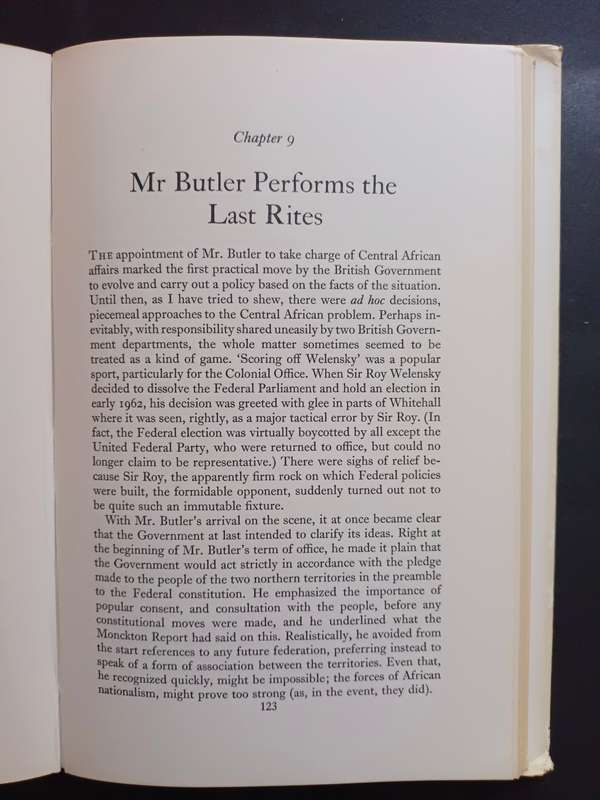 Chapter 9
Mr Butler Performs the
Last Rites
THE appointment of Mr. Butler to take charge of Central African
affairs marked the first practical move by the British Government
to evolve and carry out a policy based on the facts of the situation.
Until then, as I have tried to shew, there were ad hoc decisions,
piecemeal approaches to the Central African problem. Perhaps in-
evitably, with responsibility shared uneasily by two British Govern-
ment departments, the whole matter sometimes seemed to be
treated as a kind of game. ‘Scoring off Welensky’ was a popular
sport, particularly for the Colonial Office. When Sir Roy Welensky
decided to dissolve the Federal Parliament and hold an election in
early 1962, his decision was greeted with glee in parts of Whitehall
where it was seen, rightly, as a major tactical error by Sir Roy. (In
fact, the Federal election was virtually boycotted by all except the
United Federal Party, who were returned to office, but could no
longer claim to be representative.) There were sighs of relief be-
cause Sir Roy, the apparently firm rock on which Federal policies
were built, the formidable opponent, suddenly turned out not to
be quite such an immutable fixture.
With Mr. Butler's arrival on the scene, it at once became clear
that the Government at last intended to clarify its ideas. Right at
the beginning of Mr. Butler's term of office, he made it plain that
the Government would act strictly in accordance with the pledge
made to the people of the two northern territories in the preamble
to the Federal constitution. He emphasized the importance of
popular consent, and consultation with the people, before any
constitutional moves were made, and he underlined what the
Monckton Report had said on this. Realistically, he avoided from
the start references to any future federation, preferring instead to
speak of a form of association between the territories. Even that,
he recognized quickly, might be impossible; the forces of African
nationalism, might prove too strong (as, in the event, they did).
123